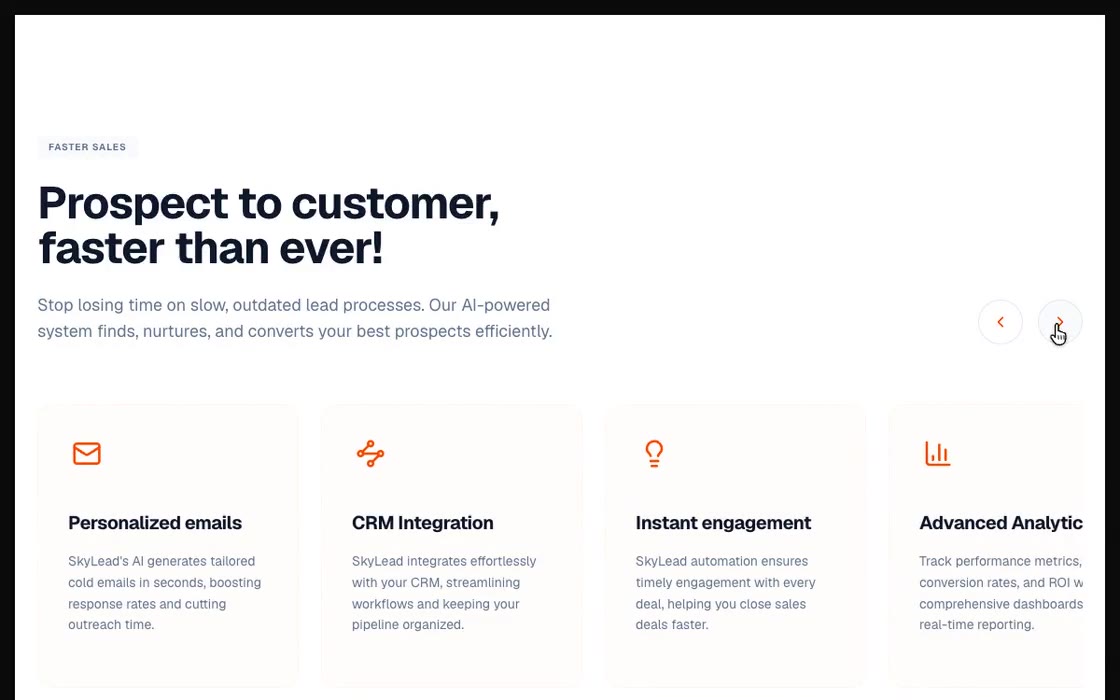 FASTER SALES
Prospect to customer,
faster than ever!
Stop losing time on slow, outdated lead processes. Our AI-powered
system finds, nurtures, and converts your best prospects efficiently.
Personalized emails
SkyLead's AI generates tailored
cold emails in seconds, boosting
response rates and cutting
outreach time.
CRM Integration
SkyLead integrates effortlessly
with your CRM, streamlining
workflows and keeping your
pipeline organized.
Instant engagement
SkyLead automation ensures
timely engagement with every
deal, helping you close sales
deals faster.
Advanced Analytic
Track performance metrics,
conversion rates, and ROI w
comprehensive dashboards
real-time reporting.